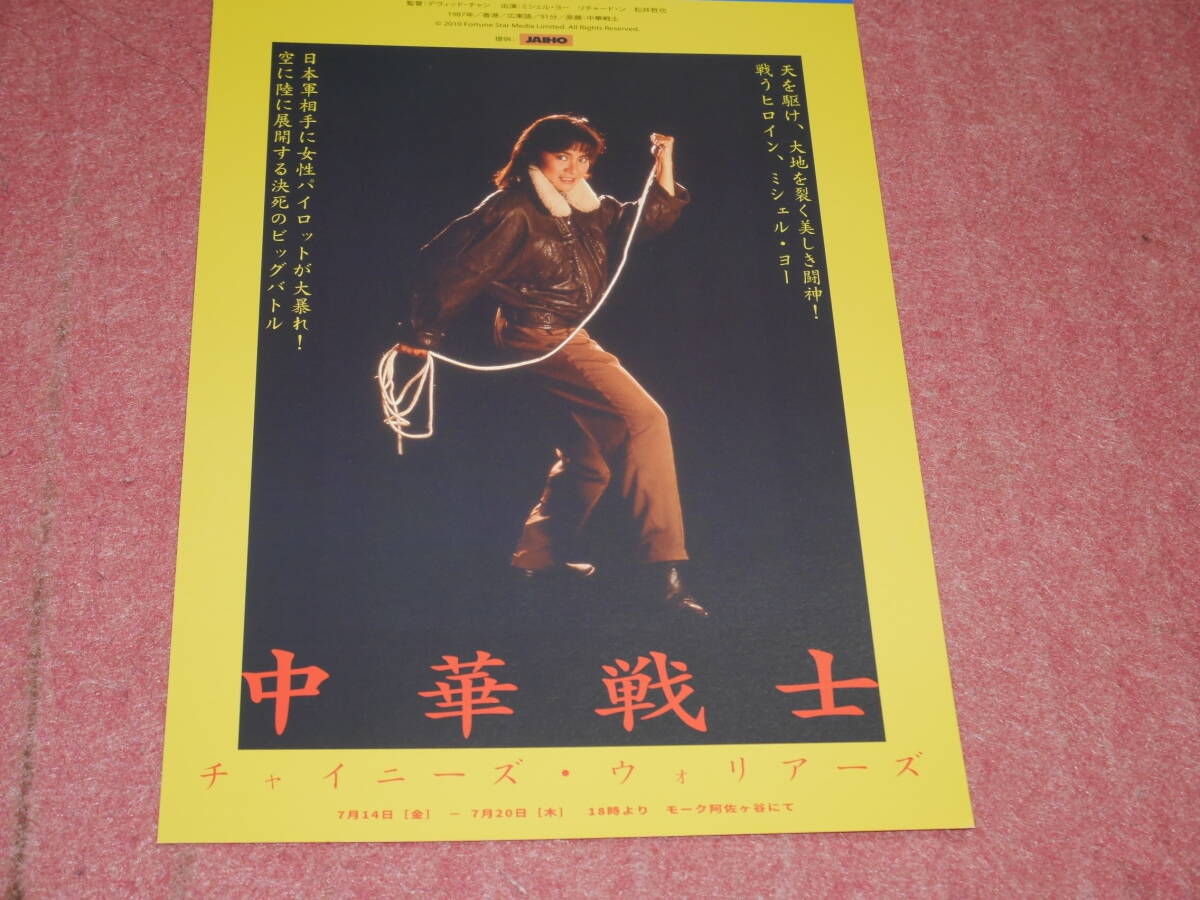 監督：デヴィッド・チャン　出演：ミシェル・ヨー　リチャード・ン　松井哲也
1987年／香港／広東語／91分／原題：中華戦士
© 2010 Fortune Star Media Limited. All Rights Reserved.
提供：JAIHO
天を駆け、大地を裂く美しき闘神！
戦うヒロイン、ミシェル・ヨー
日本軍相手に女性パイロットが大暴れ！
空に陸に展開する決死のビッグバトル
中華戦士
チャイニーズ・ウォリアーズ
7月14日［金］－7月20日［木］　18時より　モーク阿佐ヶ谷にて